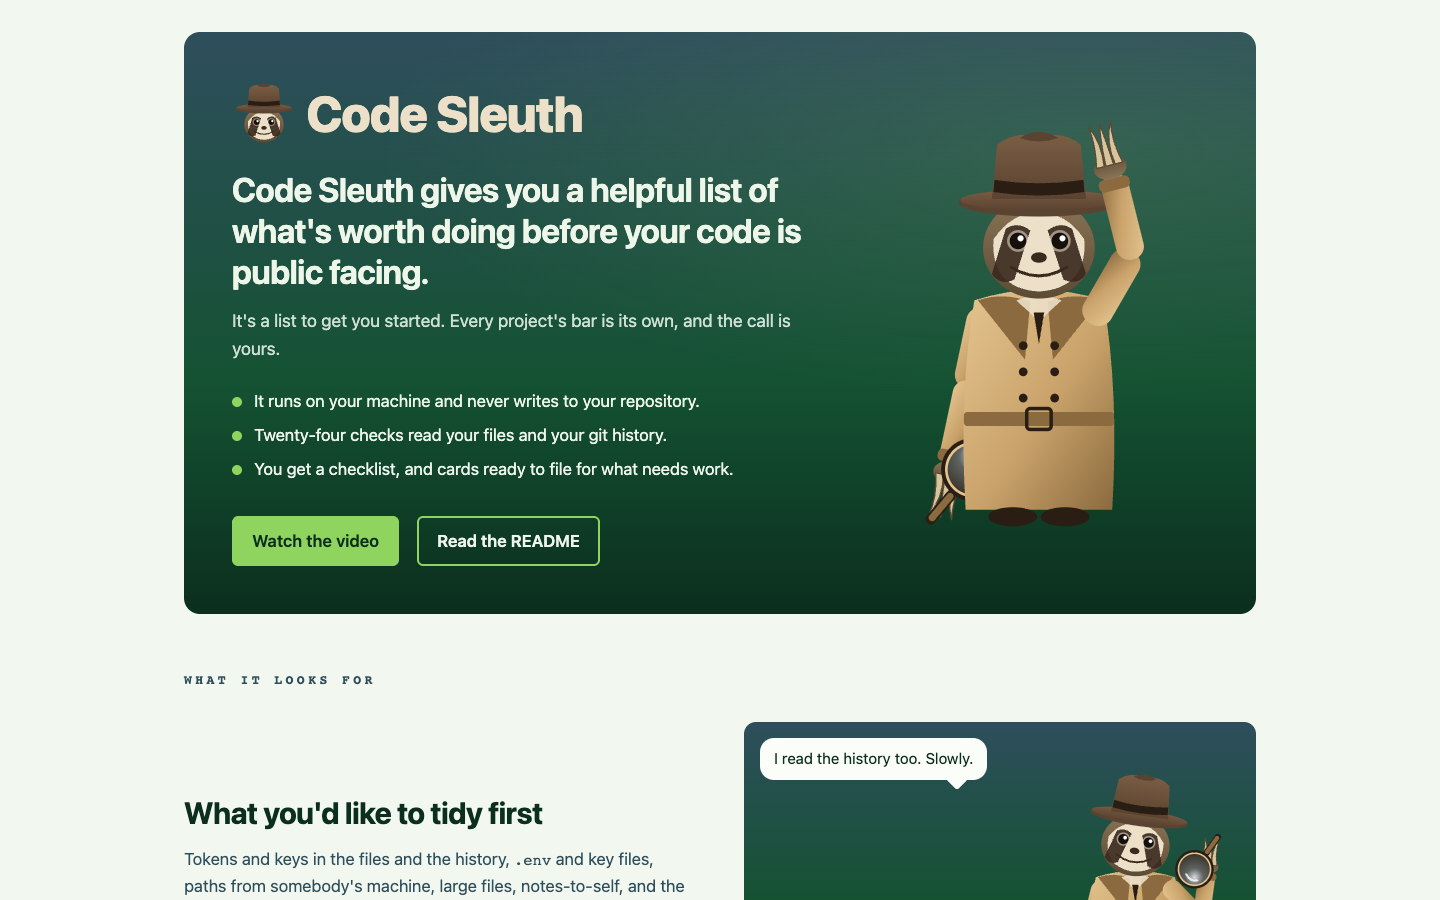 Code Sleuth
Code Sleuth gives you a helpful list of
what's worth doing before your code is
public facing.
It's a list to get you started. Every project's bar is its own, and the call is
yours.
It runs on your machine and never writes to your repository.
Twenty-four checks read your files and your git history.
You get a checklist, and cards ready to file for what needs work.
Watch the video
Read the README
WHAT IT LOOKS FOR
I read the history too. Slowly.
What you'd like to tidy first
Tokens and keys in the files and the history, .env and key files,
paths from somebody's machine, large files, notes-to-self, and the